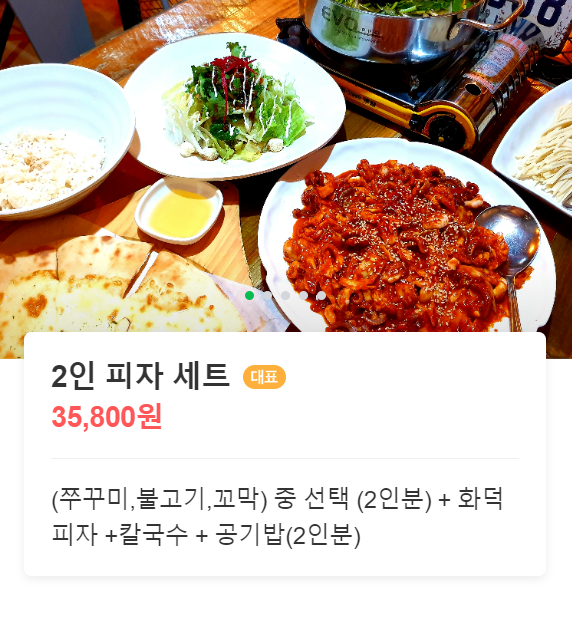 EVO
2인 피자 세트 대표
35,800원
(쭈꾸미,불고기,꼬막) 중 선택 (2인분) + 화덕
피자 +칼국수 + 공기밥(2인분)